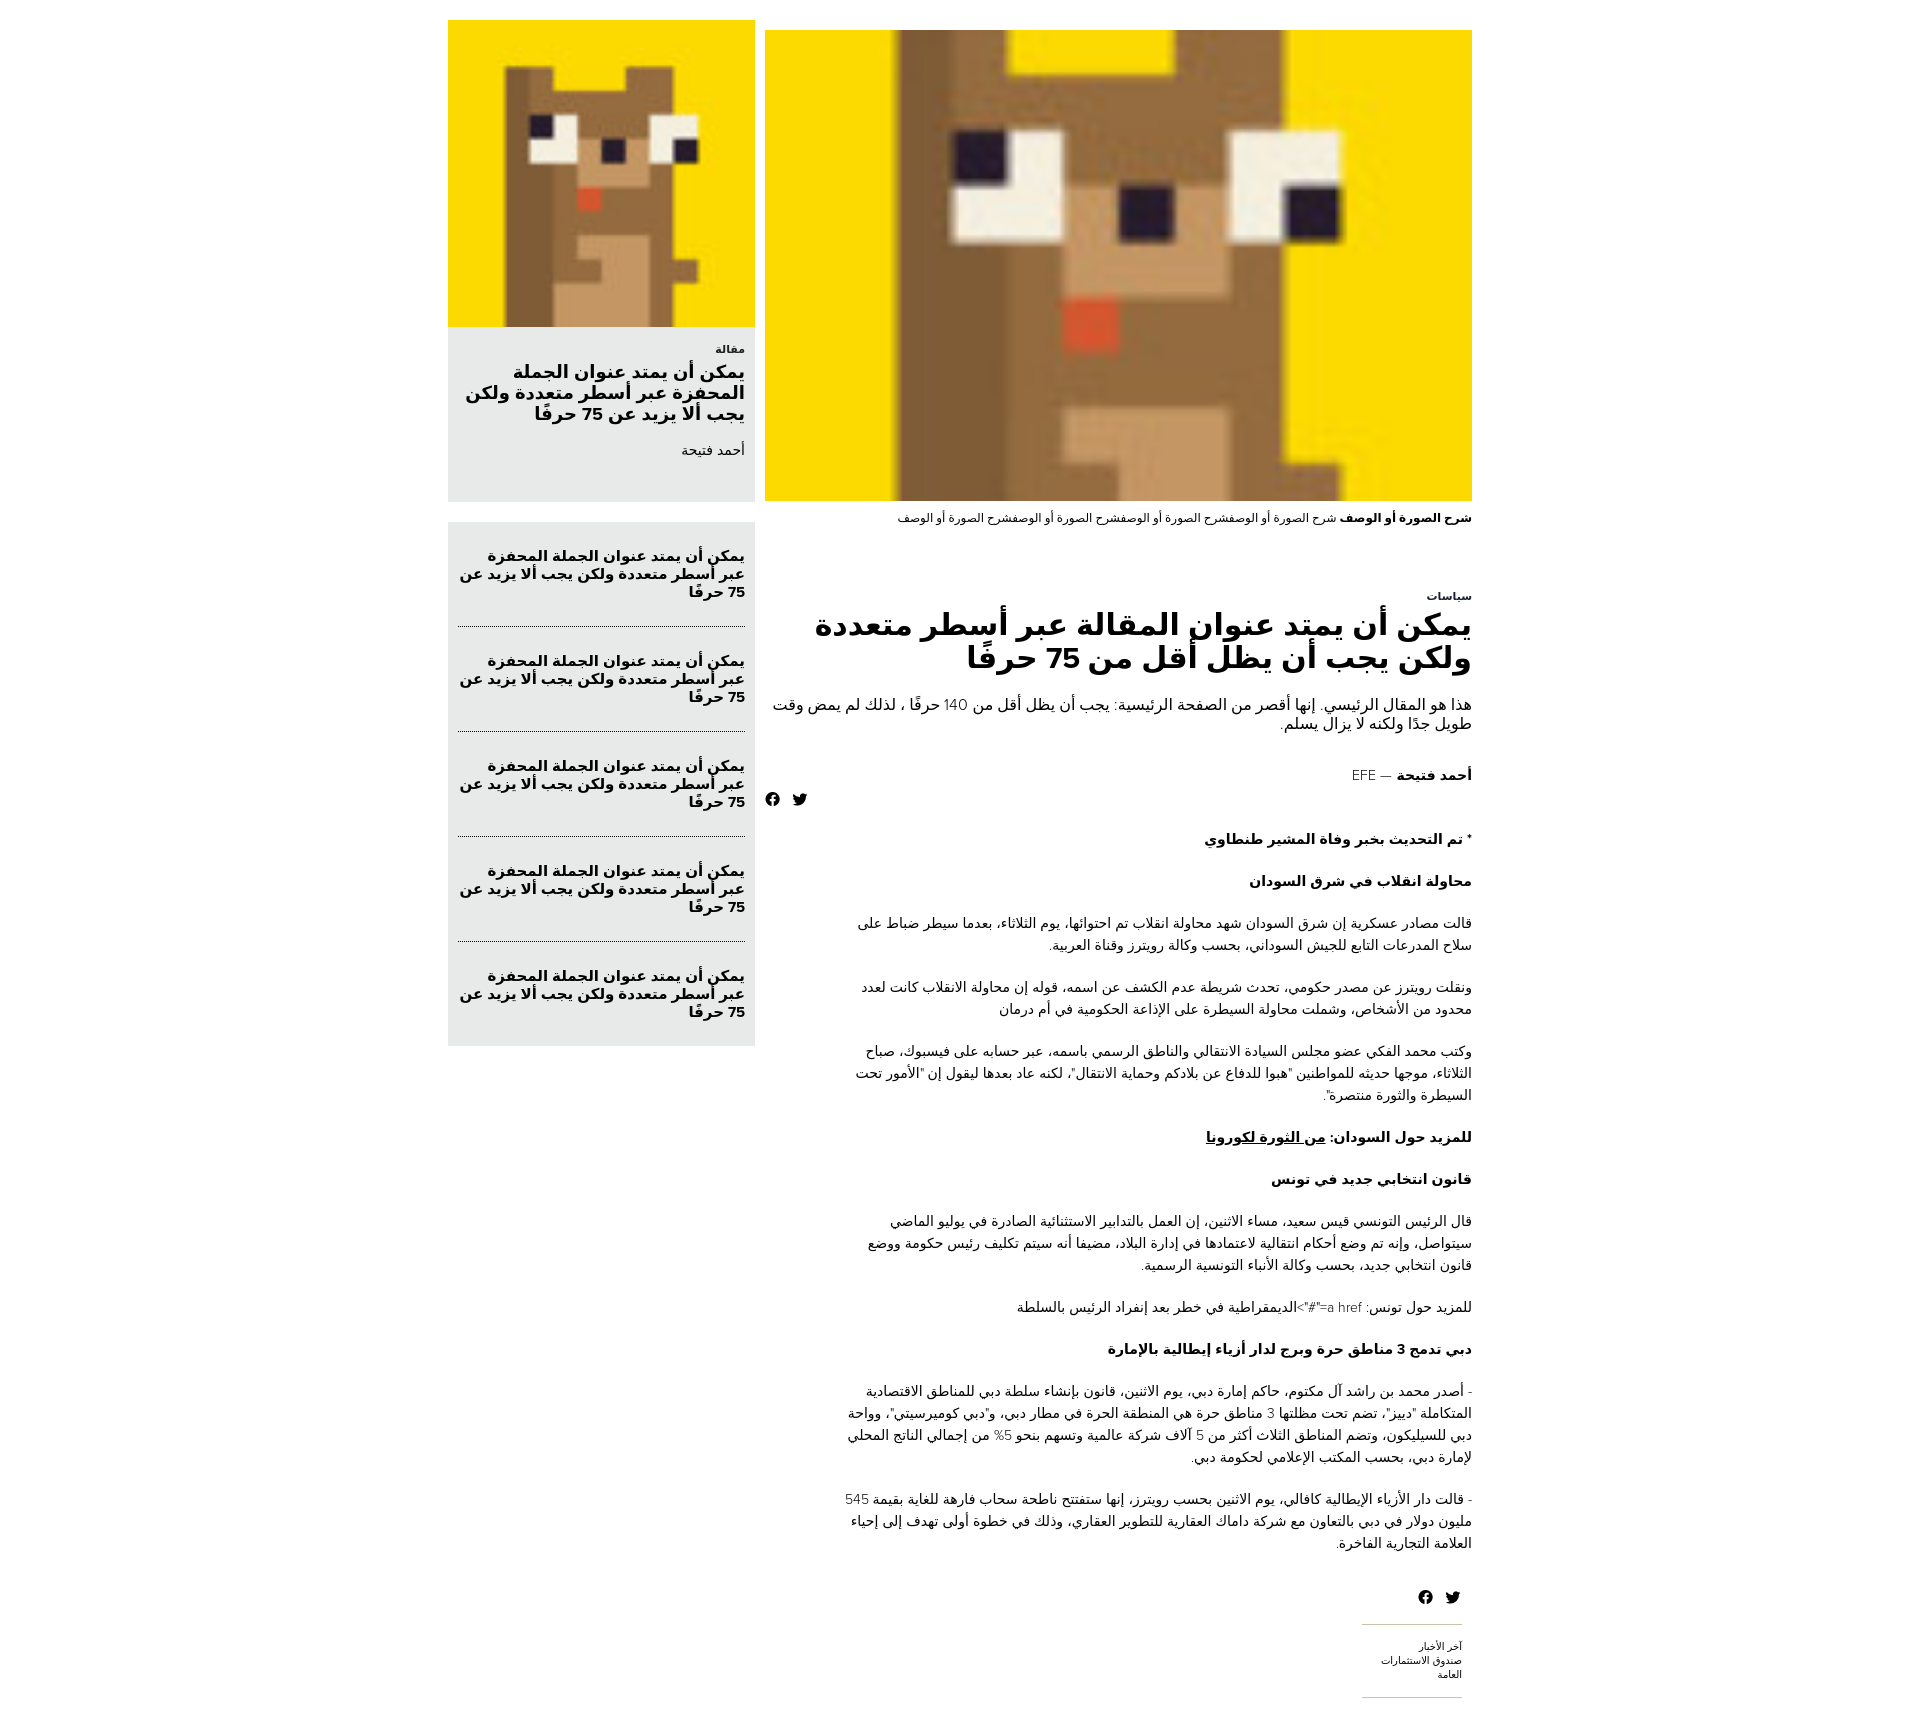 شرح الصورة أو الوصف شرح الصورة أو الوصفشرح الصورة أو الوصفشرح الصورة أو الوصفشرح الصورة أو الوصف
سياسات
يمكن أن يمتد عنوان المقالة عبر أسطر متعددة
ولكن يجب أن يظل أقل من 75 حرفًا
هذا هو المقال الرئيسي. إنها أقصر من الصفحة الرئيسية: يجب أن يظل أقل من 140 حرفًا ، لذلك لم يمض وقت
طويل جدًا ولكنه لا يزال يسلم.
أحمد فتيحة — EFE
* تم التحديث بخبر وفاة المشير طنطاوي
محاولة انقلاب في شرق السودان
قالت مصادر عسكرية إن شرق السودان شهد محاولة انقلاب تم احتوائها، يوم الثلاثاء، بعدما سيطر ضباط على
سلاح المدرعات التابع للجيش السوداني، بحسب وكالة رويترز وقناة العربية.
ونقلت رويترز عن مصدر حكومي، تحدث شريطة عدم الكشف عن اسمه، قوله إن محاولة الانقلاب كانت لعدد
محدود من الأشخاص، وشملت محاولة السيطرة على الإذاعة الحكومية في أم درمان
وكتب محمد الفكي عضو مجلس السيادة الانتقالي والناطق الرسمي باسمه، عبر حسابه على فيسبوك، صباح
الثلاثاء، موجها حديثه للمواطنين "هبوا للدفاع عن بلادكم وحماية الانتقال"، لكنه عاد بعدها ليقول إن "الأمور تحت
السيطرة والثورة منتصرة".
للمزيد حول السودان: من الثورة لكورونا
قانون انتخابي جديد في تونس
قال الرئيس التونسي قيس سعيد، مساء الاثنين، إن العمل بالتدابير الاستثنائية الصادرة في يوليو الماضي
سيتواصل، وإنه تم وضع أحكام انتقالية لاعتمادها في إدارة البلاد، مضيفا أنه سيتم تكليف رئيس حكومة ووضع
قانون انتخابي جديد، بحسب وكالة الأنباء التونسية الرسمية.
للمزيد حول تونس: a href="#">الديمقراطية في خطر بعد إنفراد الرئيس بالسلطة
دبي تدمج 3 مناطق حرة وبرج لدار أزياء إيطالية بالإمارة
- أصدر محمد بن راشد آل مكتوم، حاكم إمارة دبي، يوم الاثنين، قانون بإنشاء سلطة دبي للمناطق الاقتصادية
المتكاملة "دييز"، تضم تحت مظلتها 3 مناطق حرة هي المنطقة الحرة في مطار دبي، و"دبي كوميرسيتي"، وواحة
دبي للسيليكون، وتضم المناطق الثلاث أكثر من 5 آلاف شركة عالمية وتسهم بنحو 5% من إجمالي الناتج المحلي
لإمارة دبي، بحسب المكتب الإعلامي لحكومة دبي.
- قالت دار الأزياء الإيطالية كافالي، يوم الاثنين بحسب رويترز، إنها ستفتتح ناطحة سحاب فارهة للغاية بقيمة 545
مليون دولار في دبي بالتعاون مع شركة داماك العقارية للتطوير العقاري، وذلك في خطوة أولى تهدف إلى إحياء
العلامة التجارية الفاخرة.
آخر الأخبار
صندوق الاستثمارات
العامة
مقالة
يمكن أن يمتد عنوان الجملة
المحفزة عبر أسطر متعددة ولكن
يجب ألا يزيد عن 75 حرفًا
أحمد فتيحة
يمكن أن يمتد عنوان الجملة المحفزة
عبر أسطر متعددة ولكن يجب ألا يزيد عن
75 حرفًا
يمكن أن يمتد عنوان الجملة المحفزة
عبر أسطر متعددة ولكن يجب ألا يزيد عن
75 حرفًا
يمكن أن يمتد عنوان الجملة المحفزة
عبر أسطر متعددة ولكن يجب ألا يزيد عن
75 حرفًا
يمكن أن يمتد عنوان الجملة المحفزة
عبر أسطر متعددة ولكن يجب ألا يزيد عن
75 حرفًا
يمكن أن يمتد عنوان الجملة المحفزة
عبر أسطر متعددة ولكن يجب ألا يزيد عن
75 حرفًا